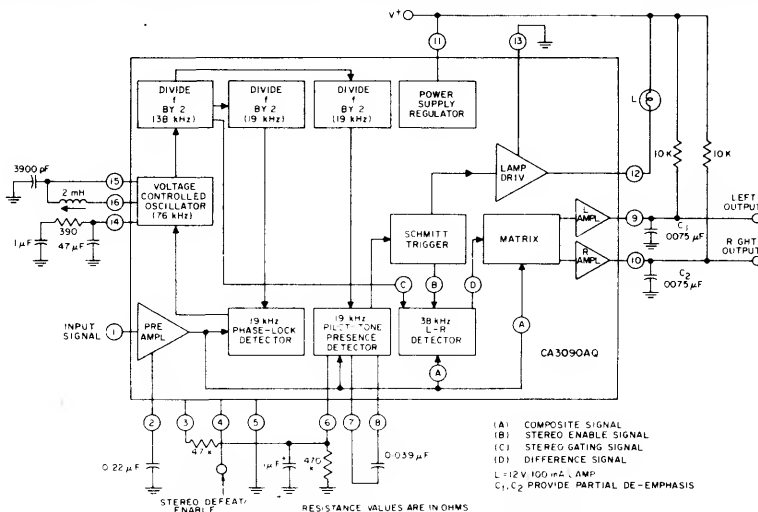 V+
11
13
DIVIDE
f
BY 2
(38 kHz)
DIVIDE
f
BY 2
(19 kHz)
DIVIDE
f
BY 2
(19 kHz)
POWER
SUPPLY
REGULATOR
L
10 K
10 K
LAMP
DRIV
12
3900 pF
15
2 mH
16
14
390
1 µF
47 µF
VOLTAGE
CONTROLLED
OSCILLATOR
(76 kHz)
SCHMITT
TRIGGER
MATRIX
L
AMPL
R
AMPL
9
10
C1
0075 µF
C2
0075 µF
LEFT
OUTPUT
R GHT
OUTPUT
C
B
D
A
INPUT
SIGNAL
1
PRE
AMPL
19 kHz
PHASE-LOCK
DETECTOR
19 kHz
PILOT-TONE
PRESENCE
DETECTOR
38 kHz
L-R
DETECTOR
A
CA3090AQ
2
3
4
5
6
7
8
0.22 µF
47 K
1µF +
470
K
0.039 µF
STEREO DEFEAT/
ENABLE
RESISTANCE VALUES ARE IN OHMS
(A) COMPOSITE SIGNAL
(B) STEREO ENABLE SIGNAL
(C) STEREO GATING SIGNAL
(D) DIFFERENCE SIGNAL
L = 12 V, 100 mA LAMP
C1, C2 PROVIDE PARTIAL DE-EMPHASIS